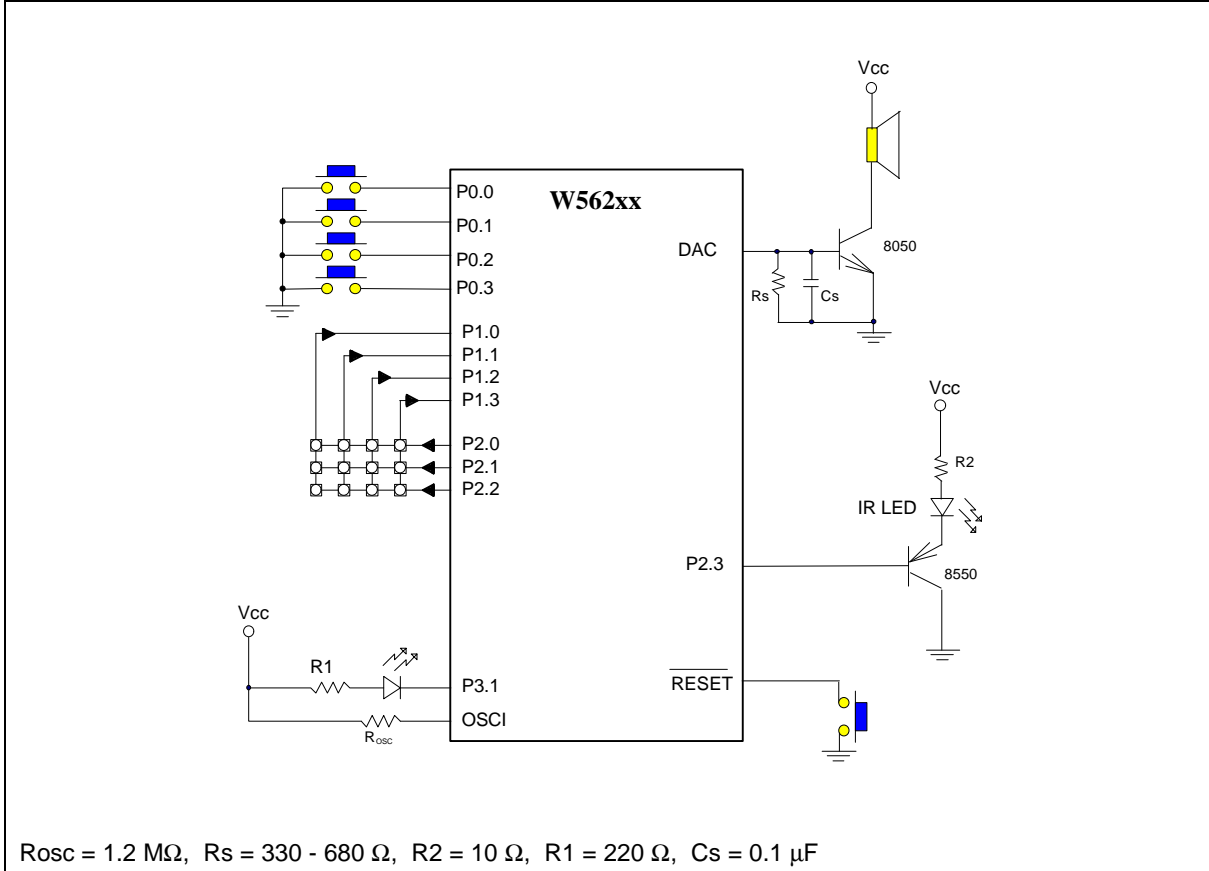 Vcc
W562xx
P0.0
P0.1
P0.2
P0.3
DAC
8050
Rs
Cs
P1.0
P1.1
P1.2
P1.3
P2.0
P2.1
P2.2
Vcc
R2
IR LED
P2.3
8550
Vcc
R1
P3.1
RESET
OSCI
Rosc
Rosc = 1.2 MΩ, Rs = 330 - 680 Ω, R2 = 10 Ω, R1 = 220 Ω, Cs = 0.1 μF